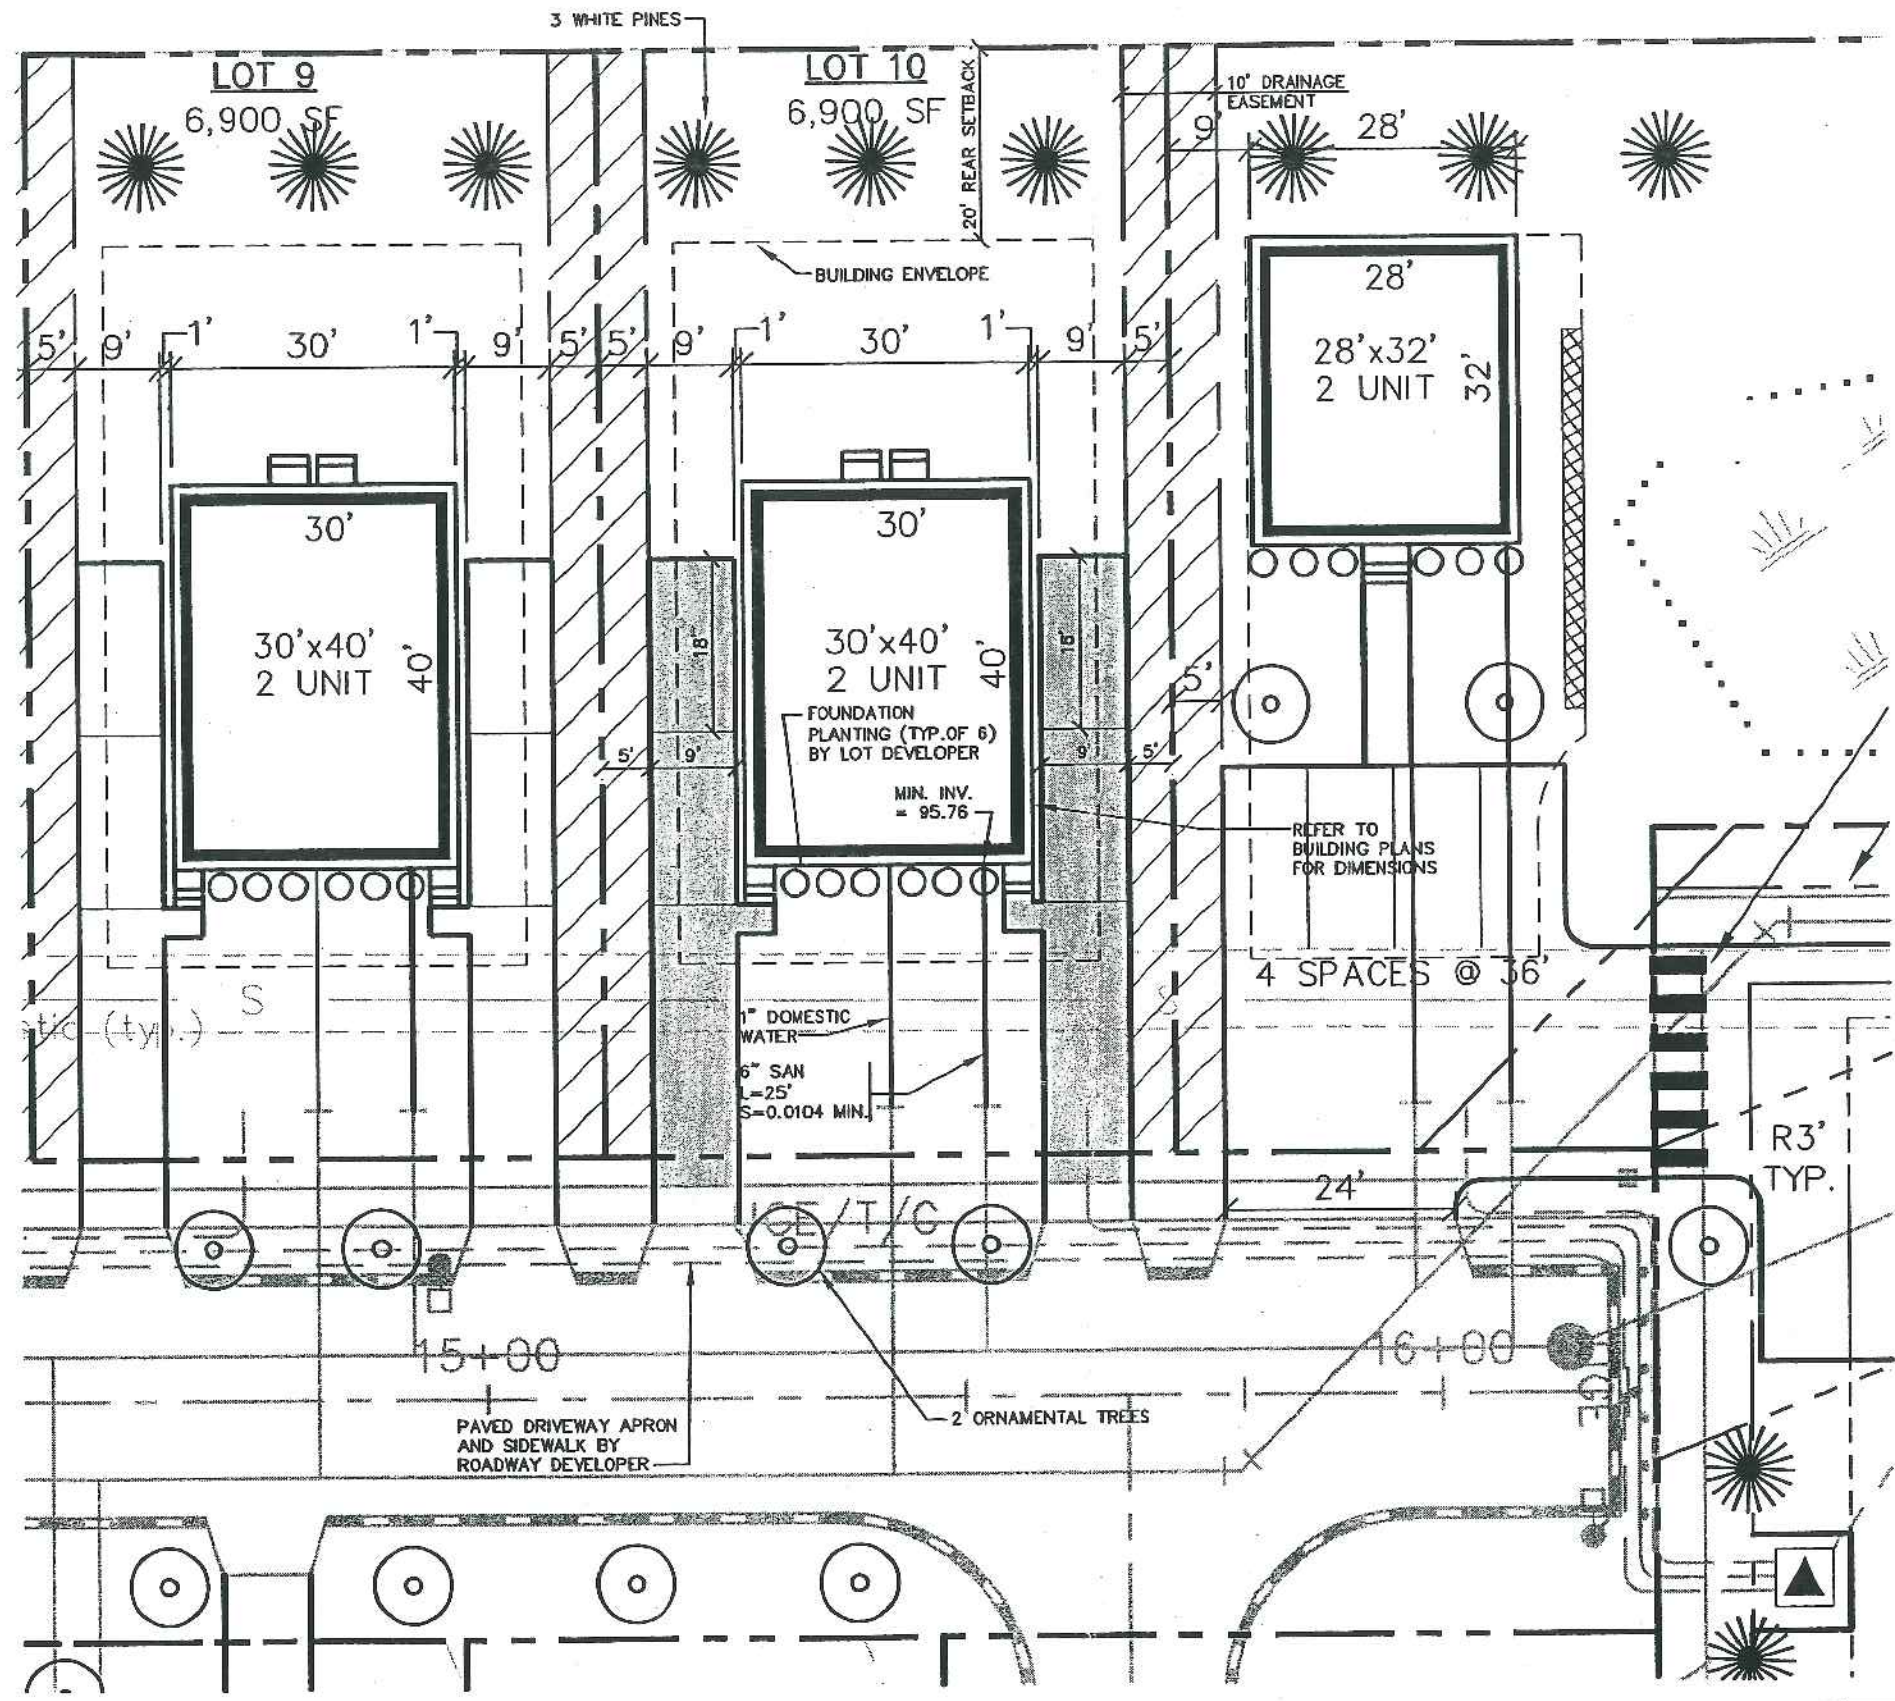 3 WHITE PINES
LOT 9
6,900 SF
LOT 10
6,900 SF
20' REAR SETBACK
10' DRAINAGE
EASEMENT
9'
28'
BUILDING ENVELOPE
5'
9'
1'
30'
1'
9'
5'
5'
9'
1'
30'
1'
9'
5'
28'
28'x32'
2 UNIT
32'
30'
30'x40'
2 UNIT
40'
30'
30'x40'
2 UNIT
40'
18'
18'
FOUNDATION
PLANTING (TYP.OF 6)
BY LOT DEVELOPER
5'
9'
9'
5'
5'
MIN. INV.
= 95.76
REFER TO
BUILDING PLANS
FOR DIMENSIONS
4 SPACES @ 36'
S
S
tic (typ.)
1" DOMESTIC
WATER
6" SAN
L=25'
S=0.0104 MIN.
R3'
TYP.
24'
GE/T/C
15+00
16+00
GE
PAVED DRIVEWAY APRON
AND SIDEWALK BY
ROADWAY DEVELOPER
2 ORNAMENTAL TREES